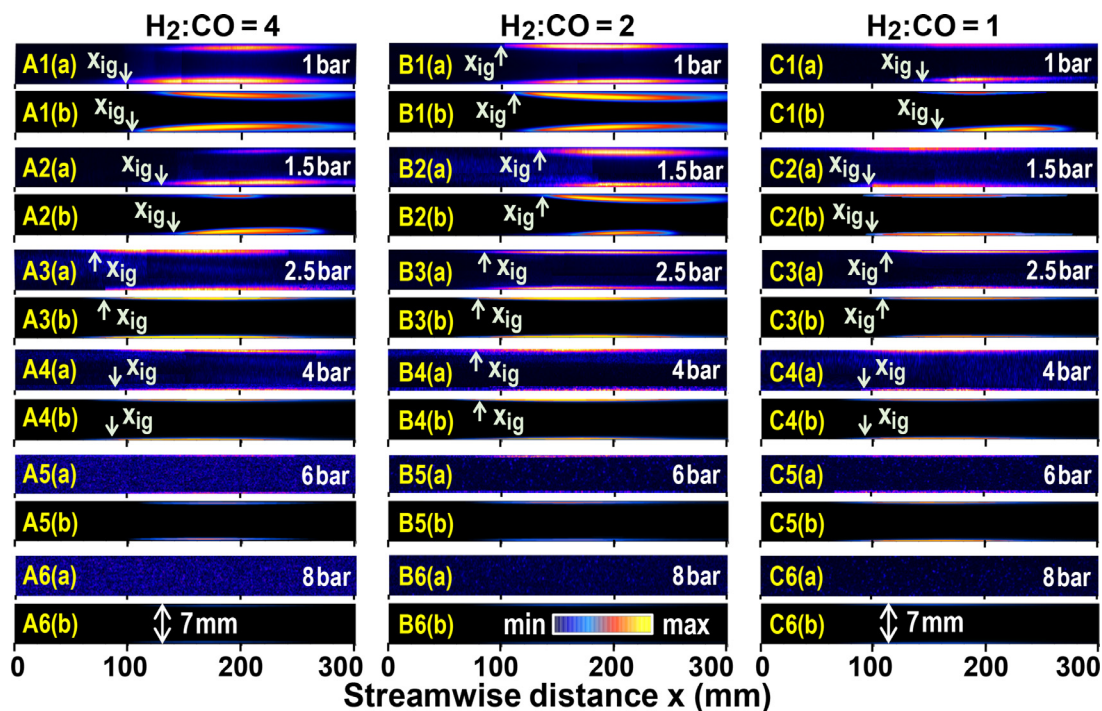 H2:CO = 4 H2:CO = 2 H2:CO = 1
A1(a) xig 1 bar B1(a) xig 1 bar C1(a) xig 1 bar
A1(b) xig B1(b) xig C1(b) xig
A2(a) xig 1.5 bar B2(a) xig 1.5 bar C2(a) xig 1.5 bar
A2(b) xig B2(b) xig C2(b) xig
A3(a) xig 2.5 bar B3(a) xig 2.5 bar C3(a) xig 2.5 bar
A3(b) xig B3(b) xig C3(b) xig
A4(a) xig 4 bar B4(a) xig 4 bar C4(a) xig 4 bar
A4(b) xig B4(b) xig C4(b) xig
A5(a) 6 bar B5(a) 6 bar C5(a) 6 bar
A5(b) B5(b) C5(b)
A6(a) 8 bar B6(a) 8 bar C6(a) 8 bar
A6(b) 7 mm B6(b) min max C6(b) 7 mm
0 100 200 300 0 100 200 300 0 100 200 300
Streamwise distance x (mm)